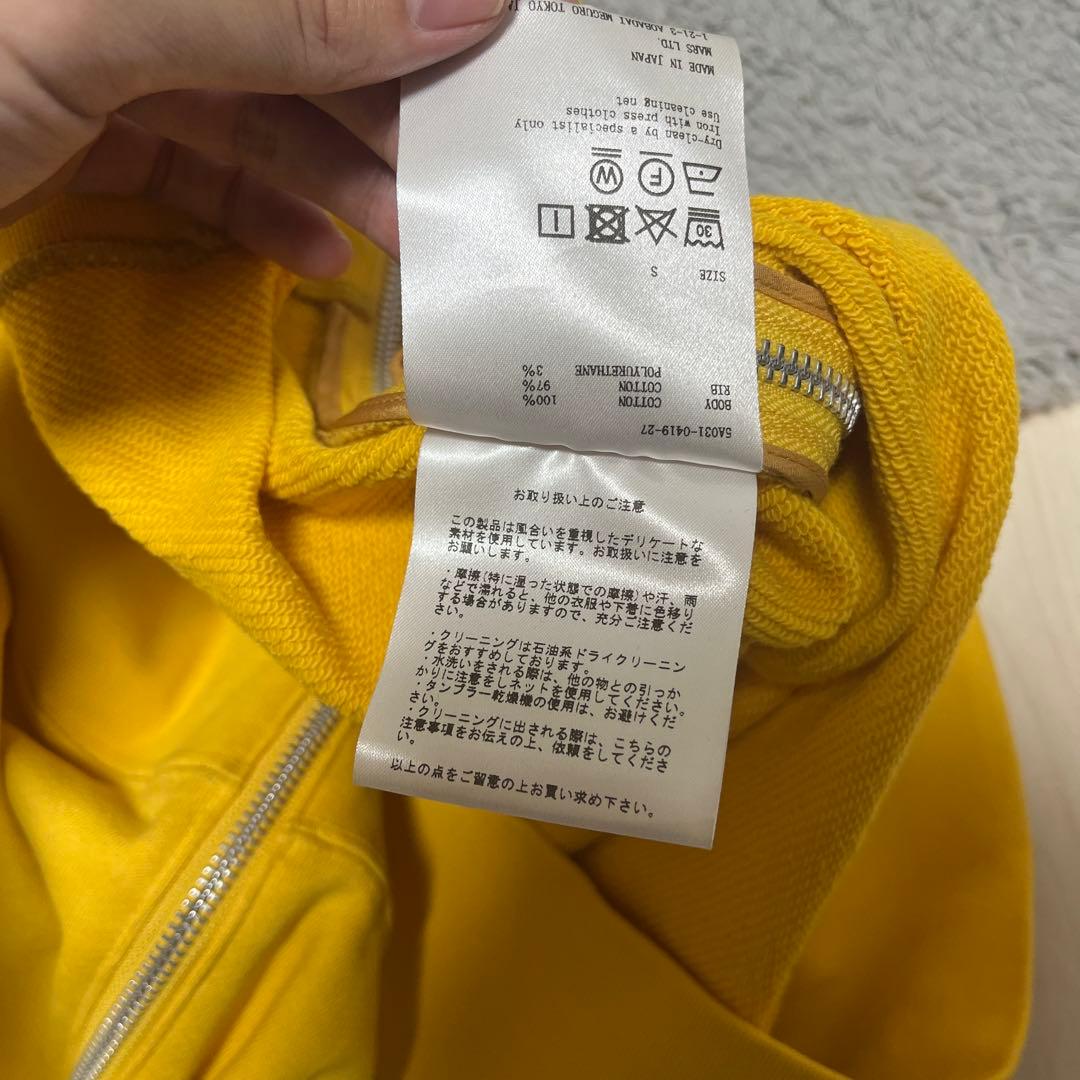 5A031-0419-27
BODY COTTON 100%
RIB COTTON 97%
POLYURETHANE 3%
SIZE S
30
F W
Dry-clean by a specialist only
Iron with press clothes
Use cleaning net
MADE IN JAPAN
MARS LTD.
1-21-3 AOBADAI MEGURO TOKYO
お取り扱い上のご注意
この製品は風合いを重視したデリケートな
素材を使用しています。お取扱いに注意を
お願いします。
・摩擦(特に湿った状態での摩擦)や汗、雨
などで濡れると、他の衣服や下着に色移り
する場合がありますので、充分ご注意くだ
さい。
・クリーニングは石油系ドライクリーニン
グをおすすめしております。
・水洗いをされる際は、他の物との引っか
かりに注意をしネットを使用してください。
・タンブラー乾燥機の使用は、お避けくだ
さい。
・クリーニングに出される際は、こちらの
注意事項をお伝えの上、依頼をしてくださ
い。
以上の点をご留意の上お買い求め下さい。